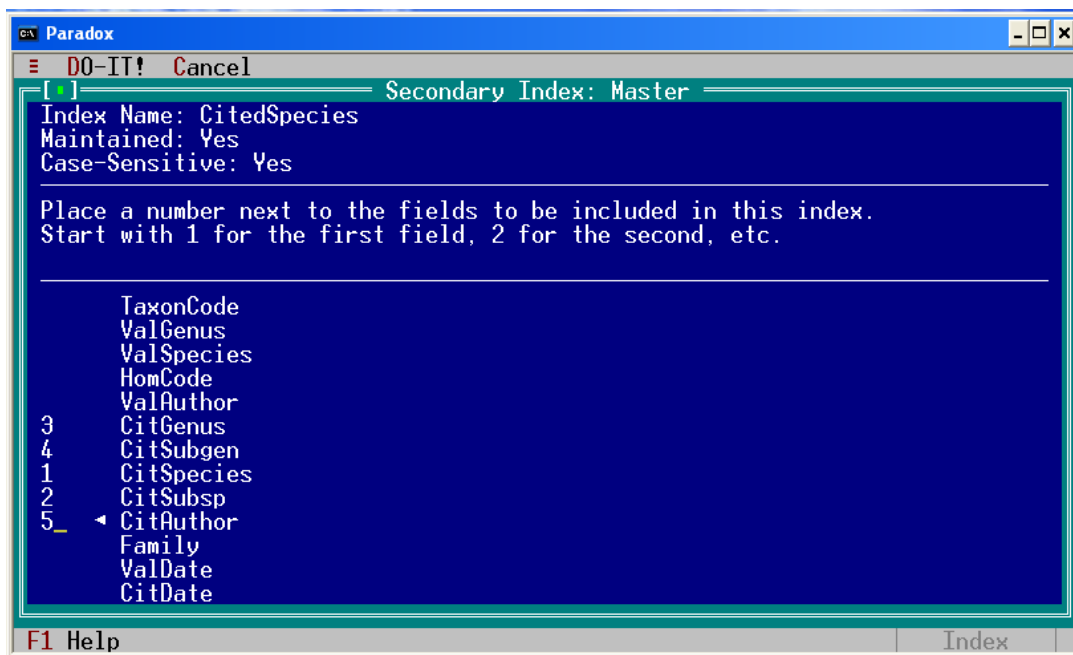 Paradox
≡ DO-IT! Cancel
Secondary Index: Master
Index Name: CitedSpecies
Maintained: Yes
Case-Sensitive: Yes
Place a number next to the fields to be included in this index.
Start with 1 for the first field, 2 for the second, etc.
TaxonCode
ValGenus
ValSpecies
HomCode
ValAuthor
3 CitGenus
4 CitSubgen
1 CitSpecies
2 CitSubsp
5_ ◄ CitAuthor
Family
ValDate
CitDate
F1 Help Index